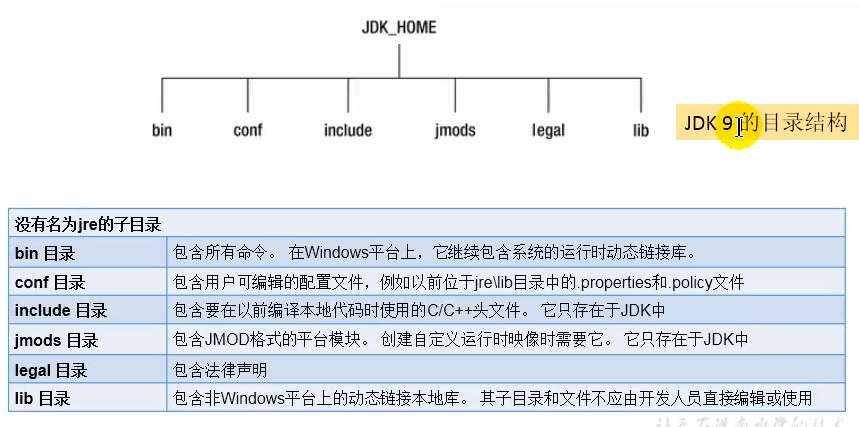 JDK_HOME
bin conf include jmods legal lib
JDK 9 的目录结构
没有名为jre的子目录
bin 目录 包含所有命令。 在Windows平台上，它继续包含系统的运行时动态链接库。
conf 目录 包含用户可编辑的配置文件，例如以前位于jre\lib目录中的.properties和.policy文件
include 目录 包含要在以前编译本地代码时使用的C/C++头文件。 它只存在于JDK中
jmods 目录 包含JMOD格式的平台模块。 创建自定义运行时映像时需要它。 它只存在于JDK中
legal 目录 包含法律声明
lib 目录 包含非Windows平台上的动态链接本地库。 其子目录和文件不应由开发人员直接编辑或使用